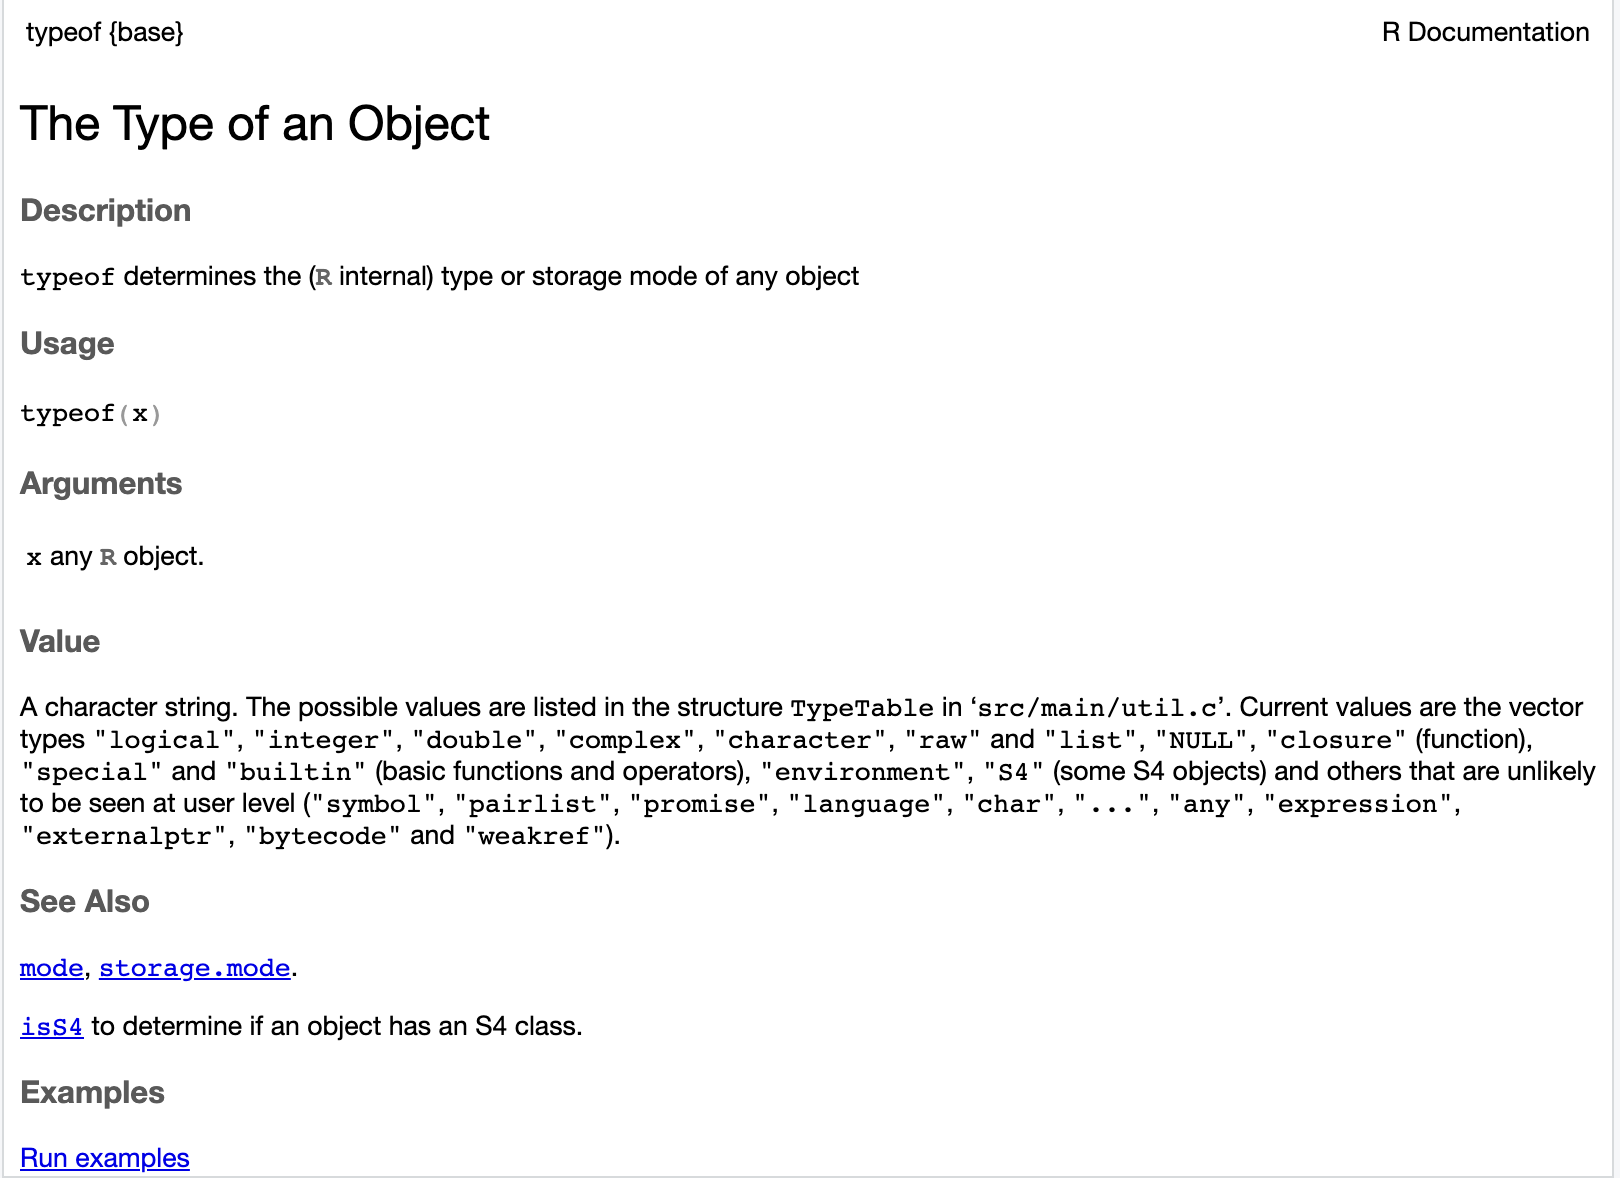 typeof {base} R Documentation
The Type of an Object
Description
typeof determines the (R internal) type or storage mode of any object
Usage
typeof(x)
Arguments
x any R object.
Value
A character string. The possible values are listed in the structure TypeTable in ‘src/main/util.c’. Current values are the vector
types "logical", "integer", "double", "complex", "character", "raw" and "list", "NULL", "closure" (function),
"special" and "builtin" (basic functions and operators), "environment", "S4" (some S4 objects) and others that are unlikely
to be seen at user level ("symbol", "pairlist", "promise", "language", "char", "...", "any", "expression",
"externalptr", "bytecode" and "weakref").
See Also
mode, storage.mode.
isS4 to determine if an object has an S4 class.
Examples
Run examples